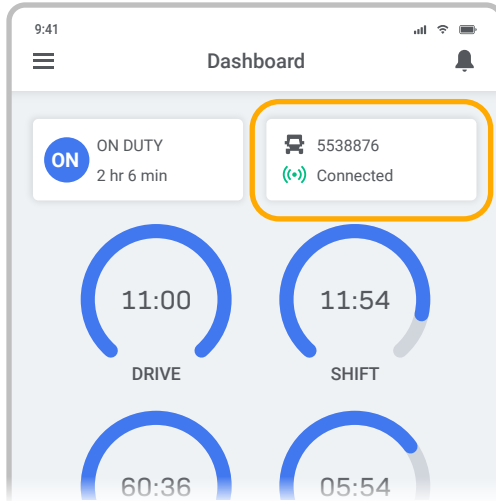 9:41
Dashboard
ON
ON DUTY
2 hr 6 min
5538876
Connected
11:00
DRIVE
11:54
SHIFT
60:36
05:54